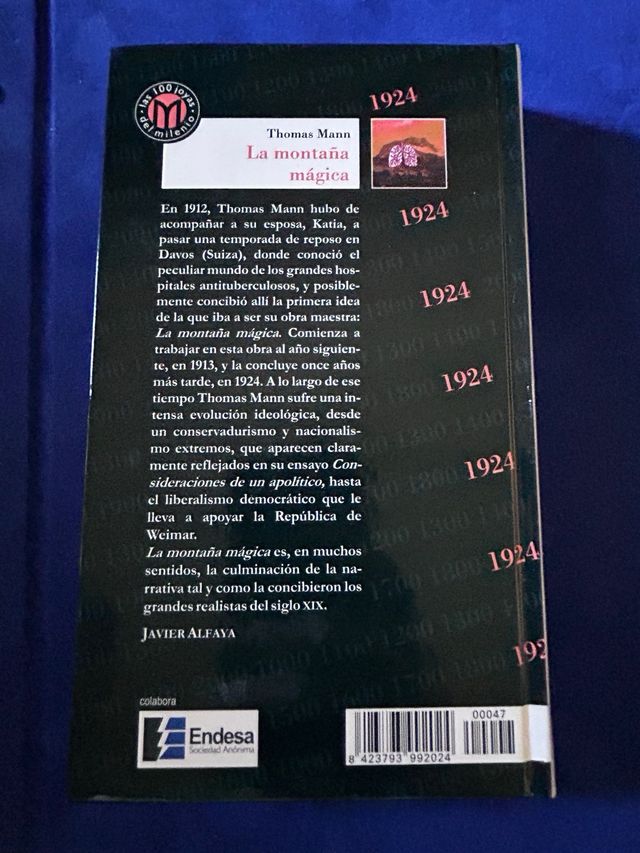 las 100 joyas
del milenio
M
1924
Thomas Mann
La montaña
mágica
1924
1924
1924
1924
1924
192
En 1912, Thomas Mann hubo de
acompañar a su esposa, Katia, a
pasar una temporada de reposo en
Davos (Suiza), donde conoció el
peculiar mundo de los grandes hos-
pitales antituberculosos, y posible-
mente concibió allí la primera idea
de la que iba a ser su obra maestra:
La montaña mágica. Comienza a
trabajar en esta obra al año siguien-
te, en 1913, y la concluye once años
más tarde, en 1924. A lo largo de ese
tiempo Thomas Mann sufre una in-
tensa evolución ideológica, desde
un conservadurismo y nacionalis-
mo extremos, que aparecen clara-
mente reflejados en su ensayo Con-
sideraciones de un apolítico, hasta
el liberalismo democrático que le
lleva a apoyar la República de
Weimar.
La montaña mágica es, en muchos
sentidos, la culminación de la na-
rrativa tal y como la concibieron los
grandes realistas del siglo XIX.
JAVIER ALFAYA
colabora
Endesa
Sociedad Anónima
00047
8 423793 992024